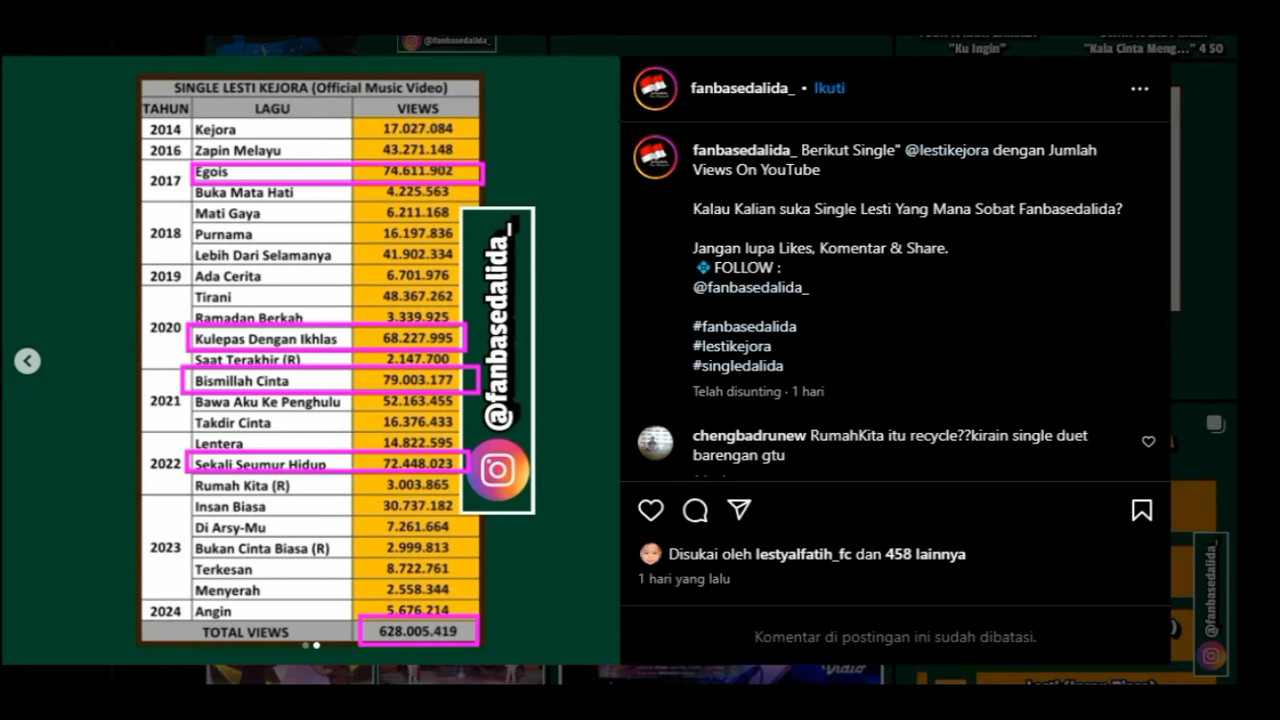 @fanbasedalida_
"Ku Ingin"
"Kala Cinta Meng..." 4 SO
SINGLE LESTI KEJORA (Official Music Video)
TAHUN LAGU VIEWS
2014 Kejora 17.027.084
2016 Zapin Melayu 43.271.148
2017 Egois 74.611.902
Buka Mata Hati 4.225.563
2018 Mati Gaya 6.211.168
Purnama 16.197.836
Lebih Dari Selamanya 41.902.334
2019 Ada Cerita 6.701.976
2020 Tirani 48.367.262
Ramadan Berkah 3.339.925
Kulepas Dengan Ikhlas 68.227.995
Saat Terakhir (R) 2.147.700
2021 Bismillah Cinta 79.003.177
Bawa Aku Ke Penghulu 52.163.455
Takdir Cinta 16.376.433
2022 Lentera 14.822.595
Sekali Seumur Hidup 72.448.023
Rumah Kita (R) 3.003.865
2023 Insan Biasa 30.737.182
Di Arsy-Mu 7.261.664
Bukan Cinta Biasa (R) 2.999.813
Terkesan 8.722.761
Menyerah 2.558.344
2024 Angin 5.676.214
TOTAL VIEWS 628.005.419
@fanbasedalida_
fanbasedalida_ • Ikuti
fanbasedalida_ Berikut Single" @lestikejora dengan Jumlah
Views On YouTube
Kalau Kalian suka Single Lesti Yang Mana Sobat Fanbasedalida?
Jangan lupa Likes, Komentar & Share.
💠 FOLLOW :
@fanbasedalida_
#fanbasedalida
#lestikejora
#singledalida
Telah disunting · 1 hari
chengbadrunew RumahKita itu recycle??kirain single duet
barengan gtu
Disukai oleh lestyalfatih_fc dan 458 lainnya
1 hari yang lalu
Komentar di postingan ini sudah dibatasi.
@fanbasedalida_
Vidio